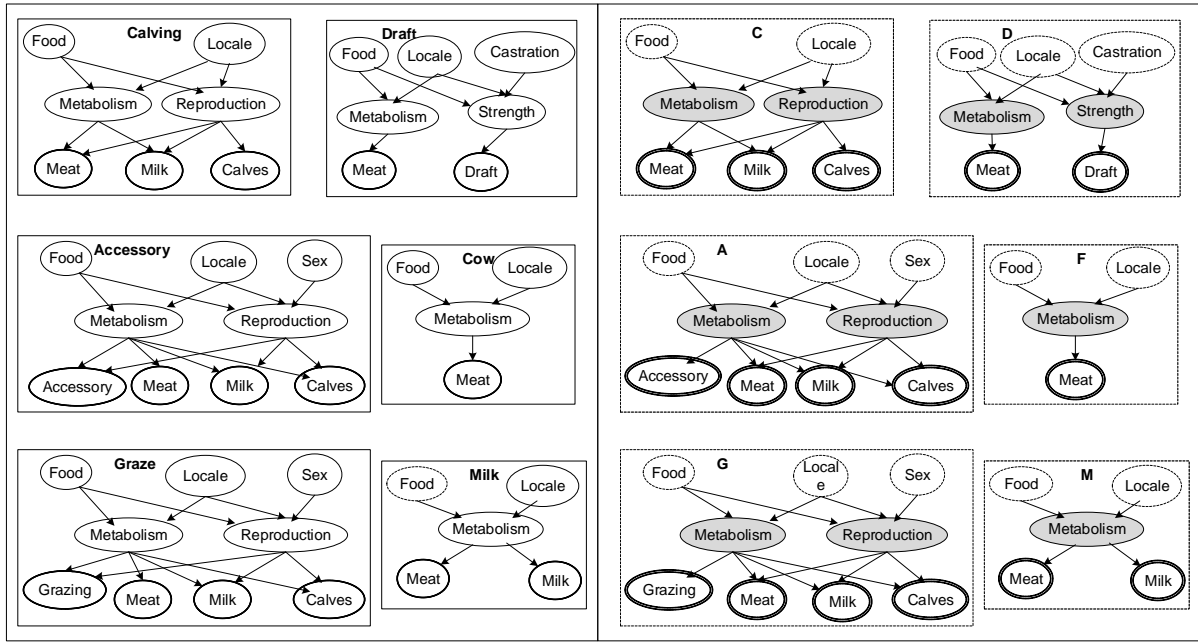 Calving
Food
Locale
Metabolism
Reproduction
Meat
Milk
Calves
Draft
Food
Locale
Castration
Metabolism
Strength
Meat
Draft
Accessory
Food
Locale
Sex
Metabolism
Reproduction
Accessory
Meat
Milk
Calves
Cow
Food
Locale
Metabolism
Meat
Graze
Food
Locale
Sex
Metabolism
Reproduction
Grazing
Meat
Milk
Calves
Milk
Food
Locale
Metabolism
Meat
Milk
C
Food
Locale
Metabolism
Reproduction
Meat
Milk
Calves
D
Food
Locale
Castration
Metabolism
Strength
Meat
Draft
A
Food
Locale
Sex
Metabolism
Reproduction
Accessory
Meat
Milk
Calves
F
Food
Locale
Metabolism
Meat
G
Food
Local
e
Sex
Metabolism
Reproduction
Grazing
Meat
Milk
Calves
M
Food
Locale
Metabolism
Meat
Milk